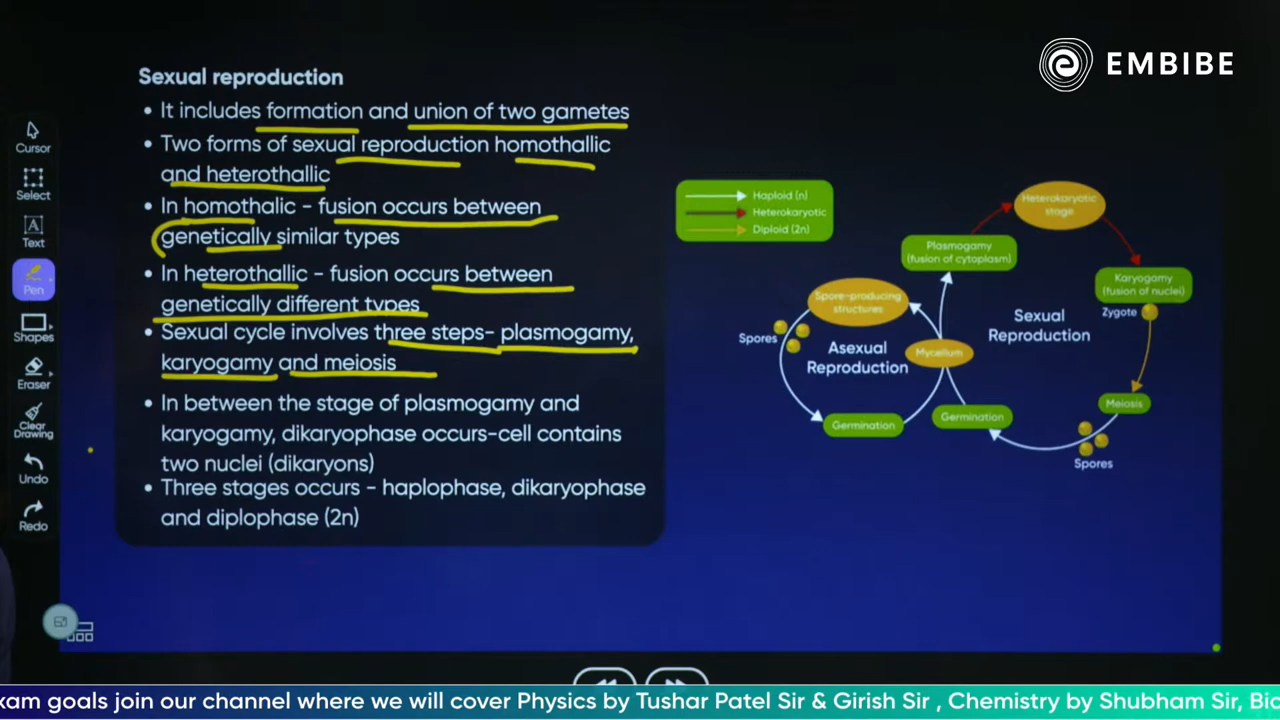 EMBIBE
Sexual reproduction
• It includes formation and union of two gametes
• Two forms of sexual reproduction homothallic
and heterothallic
• In homothalic - fusion occurs between
genetically similar types
• In heterothallic - fusion occurs between
genetically different types
• Sexual cycle involves three steps- plasmogamy,
karyogamy and meiosis
• In between the stage of plasmogamy and
karyogamy, dikaryophase occurs-cell contains
two nuclei (dikaryons)
• Three stages occurs - haplophase, dikaryophase
and diplophase (2n)
Cursor
Select
Text
Pen
Shapes
Eraser
Clear
Drawing
Undo
Redo
Haploid (n)
Heterokaryotic
Diploid (2n)
Heterokaryotic
stage
Plasmogamy
(fusion of cytoplasm)
Karyogamy
(fusion of nuclei)
Zygote
Spore-producing
structures
Spores
Asexual
Reproduction
Mycelium
Sexual
Reproduction
Meiosis
Germination
Germination
Spores
xam goals join our channel where we will cover Physics by Tushar Patel Sir & Girish Sir , Chemistry by Shubham Sir, Bio